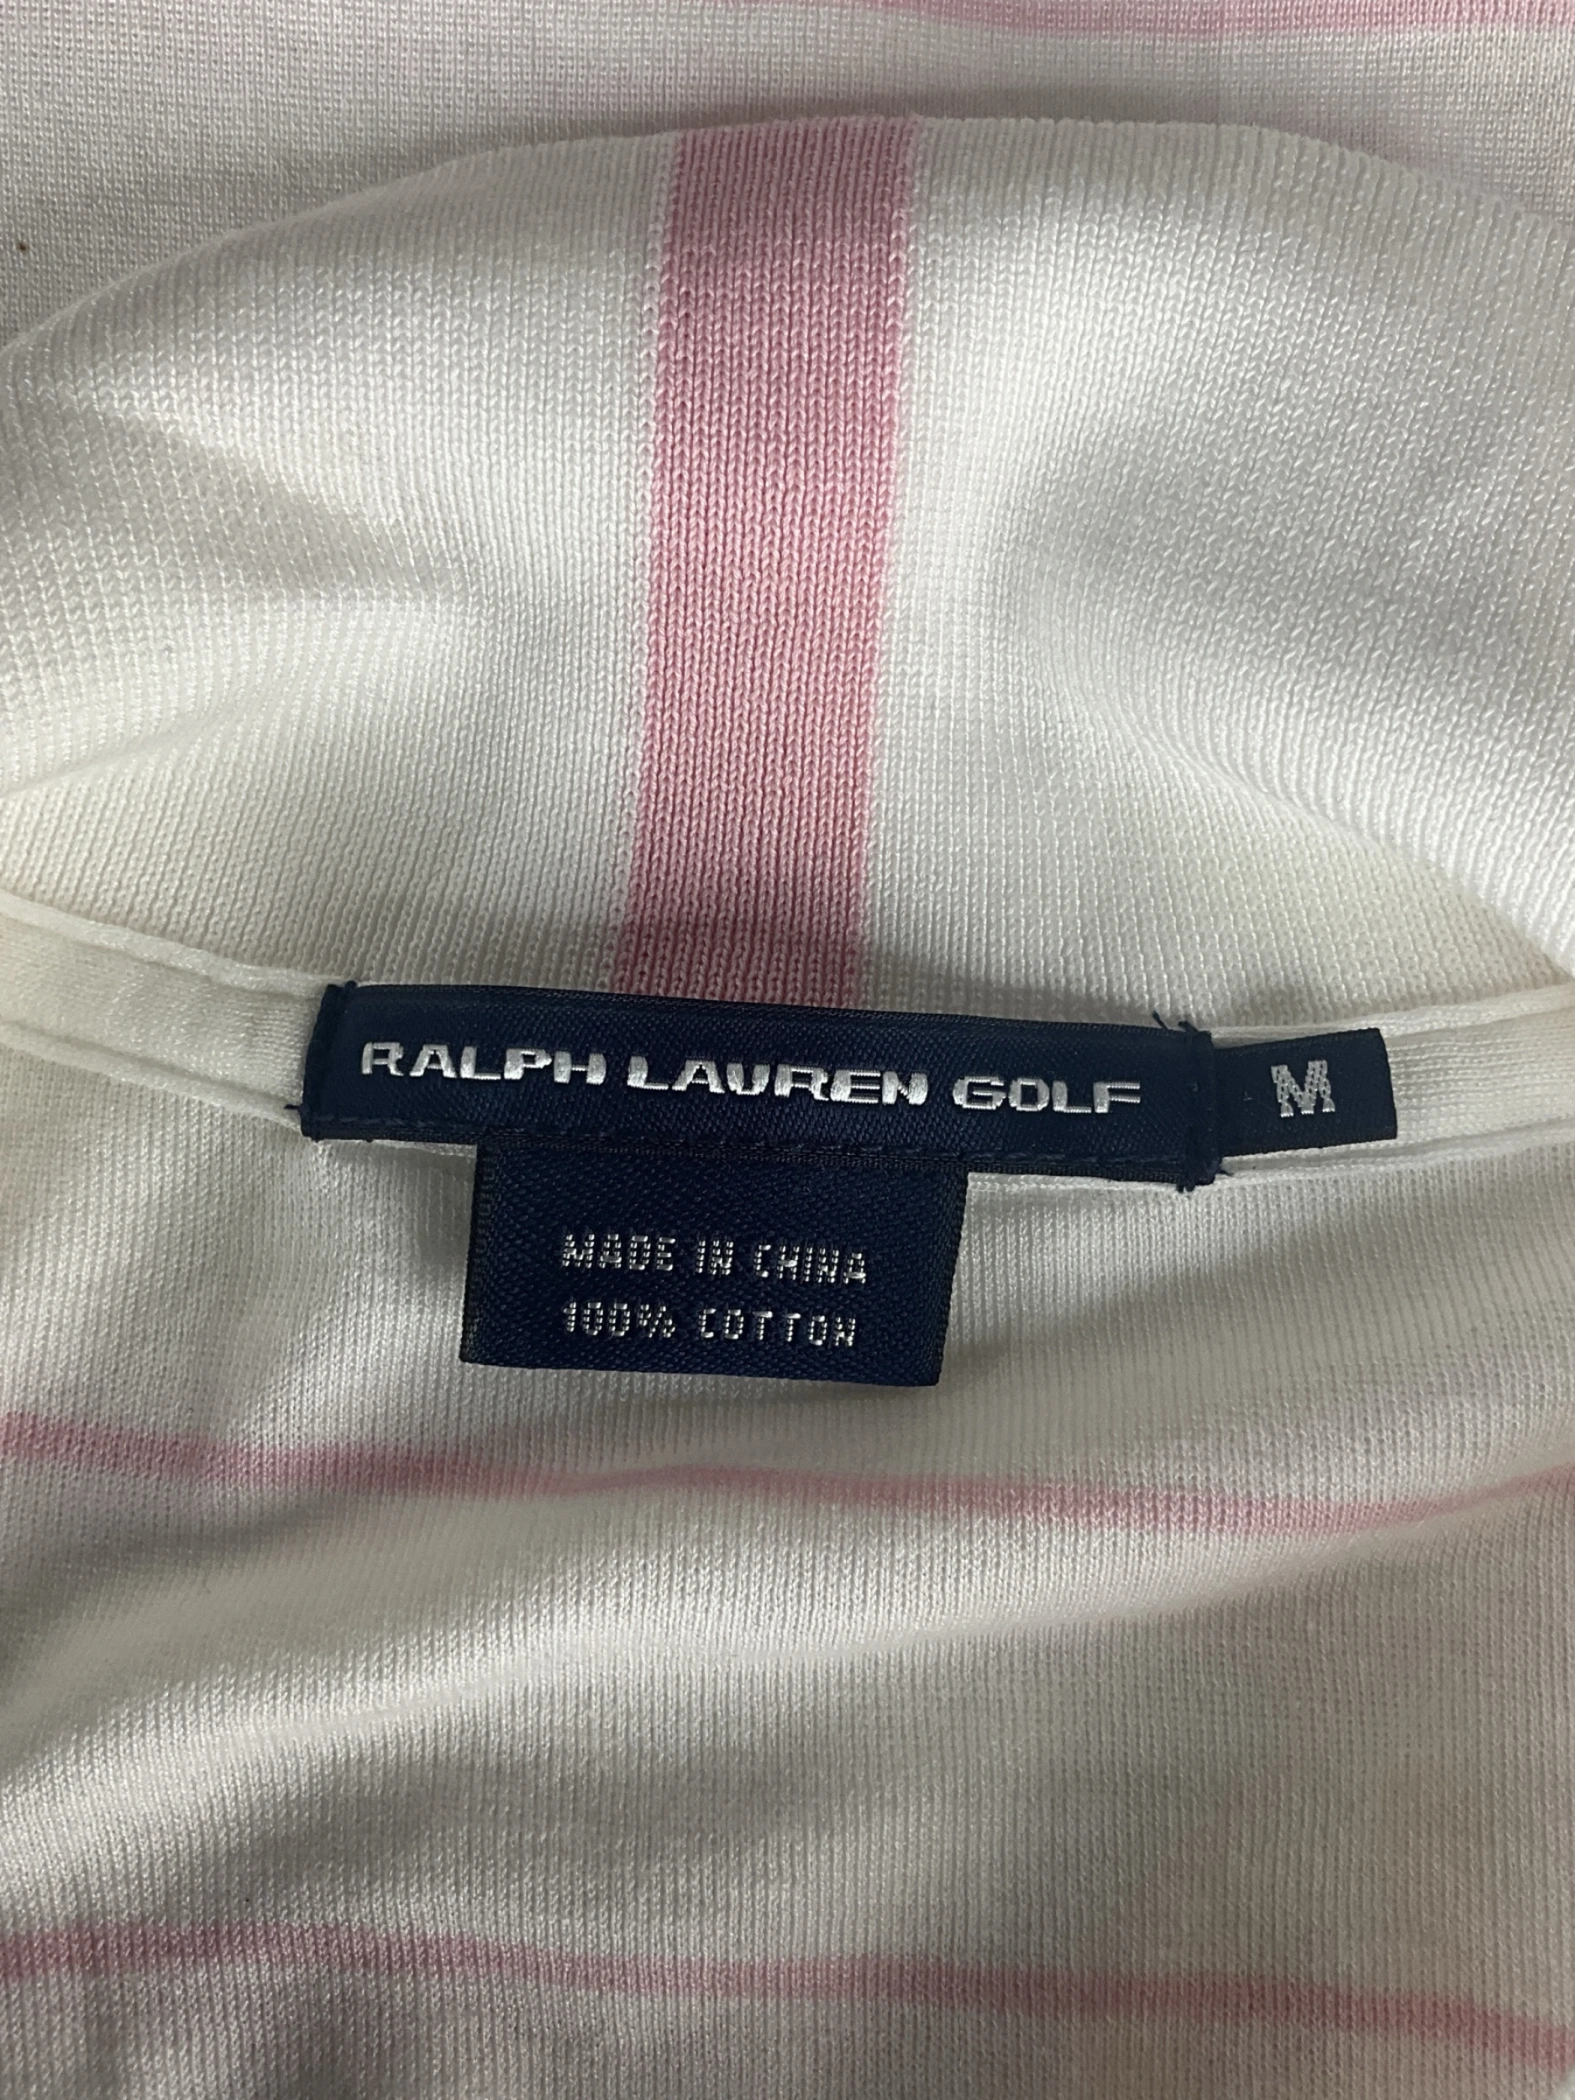 RALPH LAUREN GOLF
M
MADE IN CHINA
100% COTTON